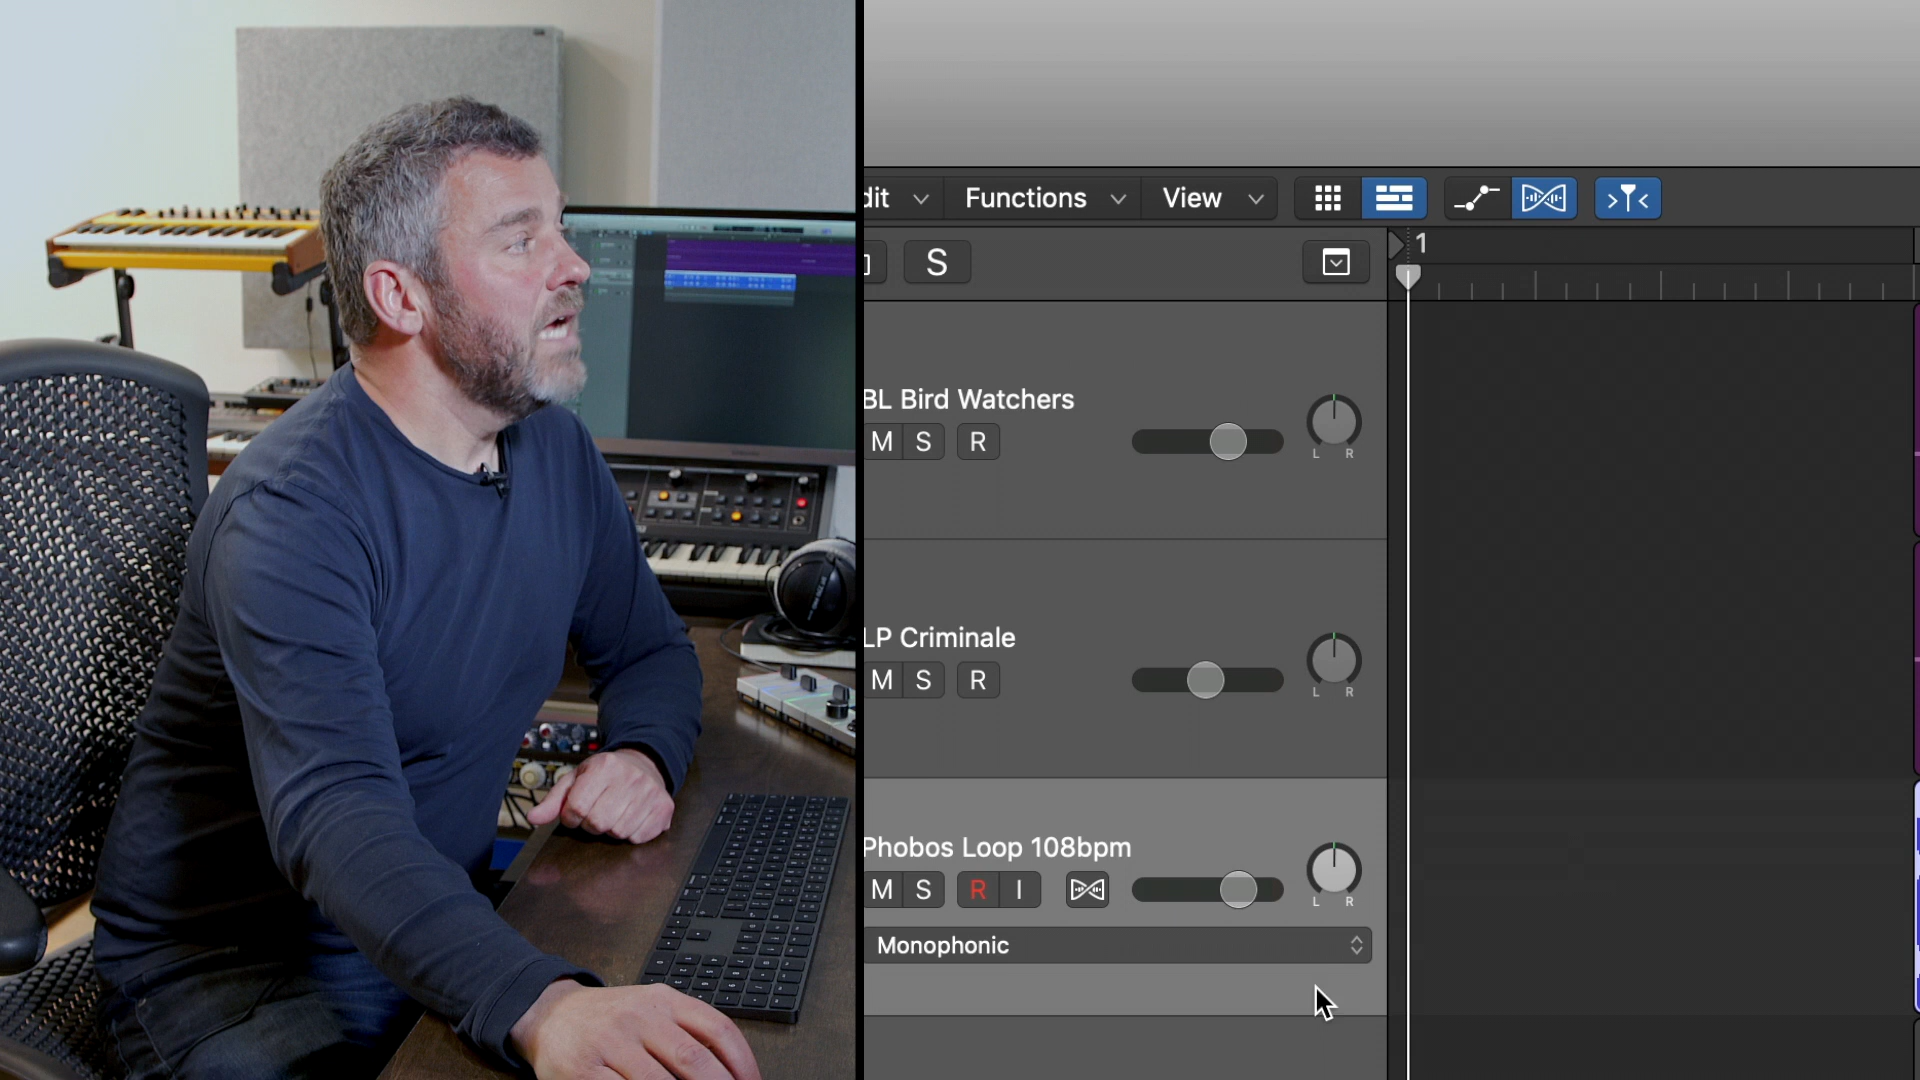 dit Functions View
S
1
BL Bird Watchers
M S R
L R
LP Criminale
M S R
L R
Phobos Loop 108bpm
M S R I
L R
Monophonic